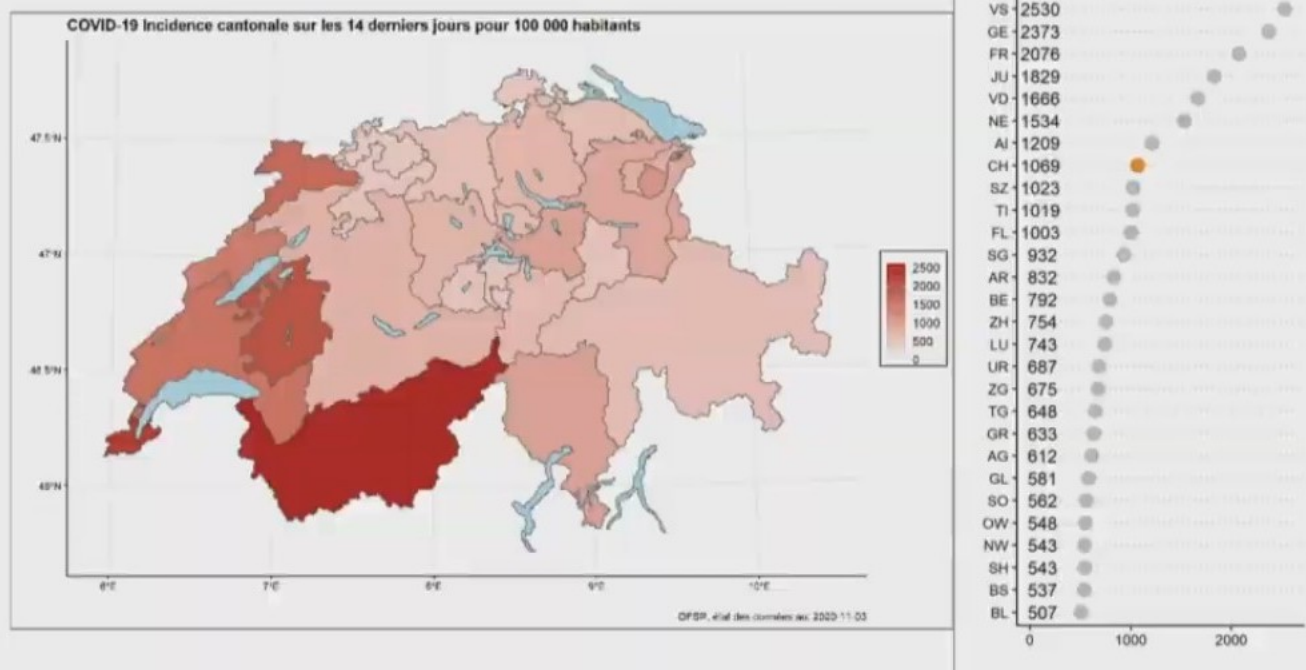 COVID-19 Incidence cantonale sur les 14 derniers jours pour 100 000 habitants
47.5°N
47°N
46.5°N
46°N
6°E
7°E
8°E
9°E
10°E
2500
2000
1500
1000
500
0
OFSP, état des données au: 2020-11-03
VS 2530
GE 2373
FR 2076
JU 1829
VD 1666
NE 1534
AI 1209
CH 1069
SZ 1023
TI 1019
FL 1003
SG 932
AR 832
BE 792
ZH 754
LU 743
UR 687
ZG 675
TG 648
GR 633
AG 612
GL 581
SO 562
OW 548
NW 543
SH 543
BS 537
BL 507
0 1000 2000